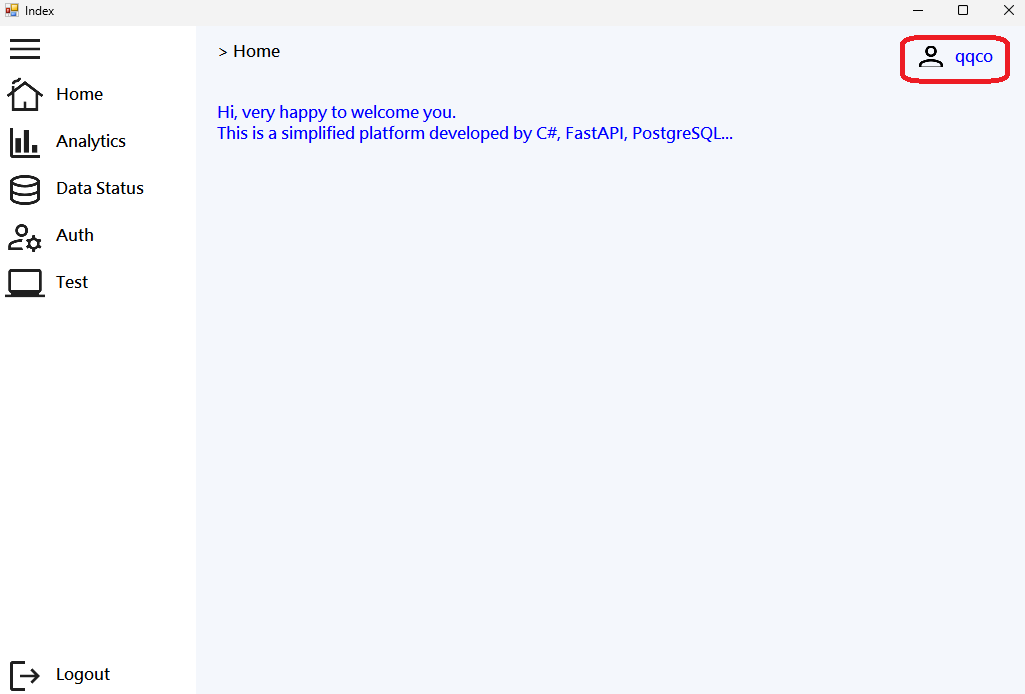 Index
Home
Analytics
Data Status
Auth
Test
Logout
> Home
qqco
Hi, very happy to welcome you.
This is a simplified platform developed by C#, FastAPI, PostgreSQL...